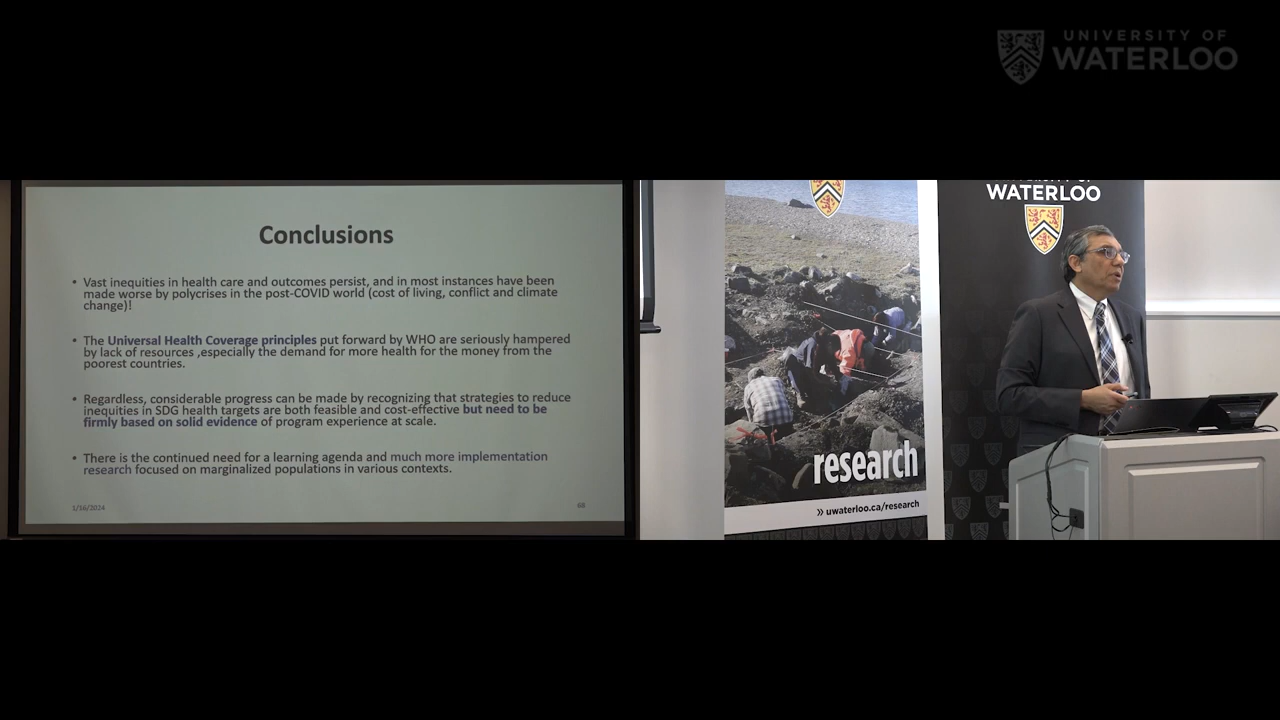 UNIVERSITY OF
WATERLOO
Conclusions
• Vast inequities in health care and outcomes persist, and in most instances have been
made worse by polycrises in the post-COVID world (cost of living, conflict and climate
change)!
• The Universal Health Coverage principles put forward by WHO are seriously hampered
by lack of resources ,especially the demand for more health for the money from the
poorest countries.
• Regardless, considerable progress can be made by recognizing that strategies to reduce
inequities in SDG health targets are both feasible and cost-effective but need to be
firmly based on solid evidence of program experience at scale.
• There is the continued need for a learning agenda and much more implementation
research focused on marginalized populations in various contexts.
1/16/2024
68
research
» uwaterloo.ca/research
WATERLOO